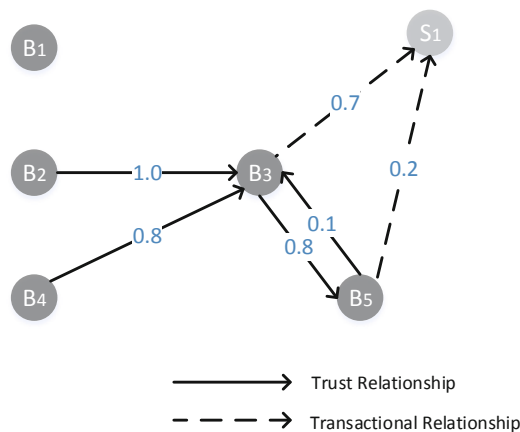 B1
S1
0.7
B2
1.0
B3
0.2
0.1
0.8
0.8
B4
B5
Trust Relationship
Transactional Relationship